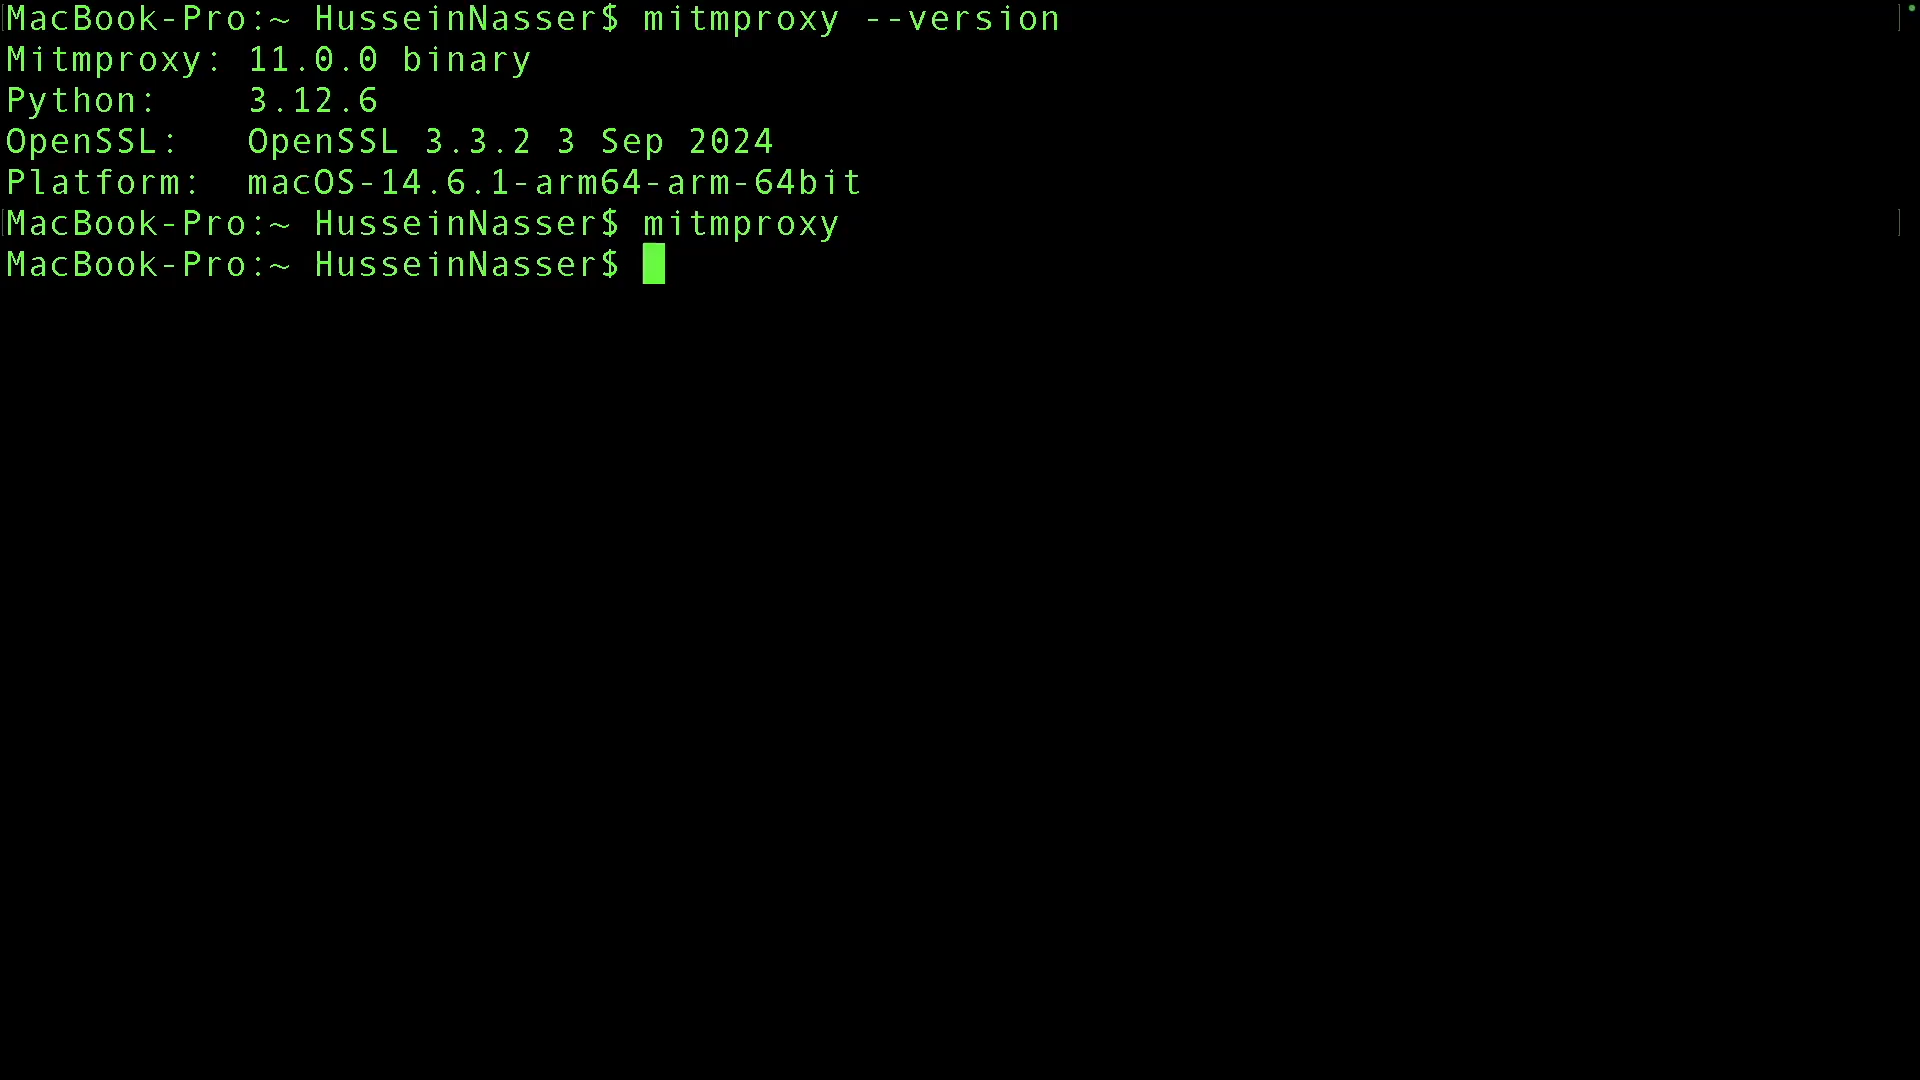 MacBook-Pro:~ HusseinNasser$ mitmproxy --version
Mitmproxy: 11.0.0 binary
Python:    3.12.6
OpenSSL:   OpenSSL 3.3.2 3 Sep 2024
Platform:  macOS-14.6.1-arm64-arm-64bit
MacBook-Pro:~ HusseinNasser$ mitmproxy
MacBook-Pro:~ HusseinNasser$